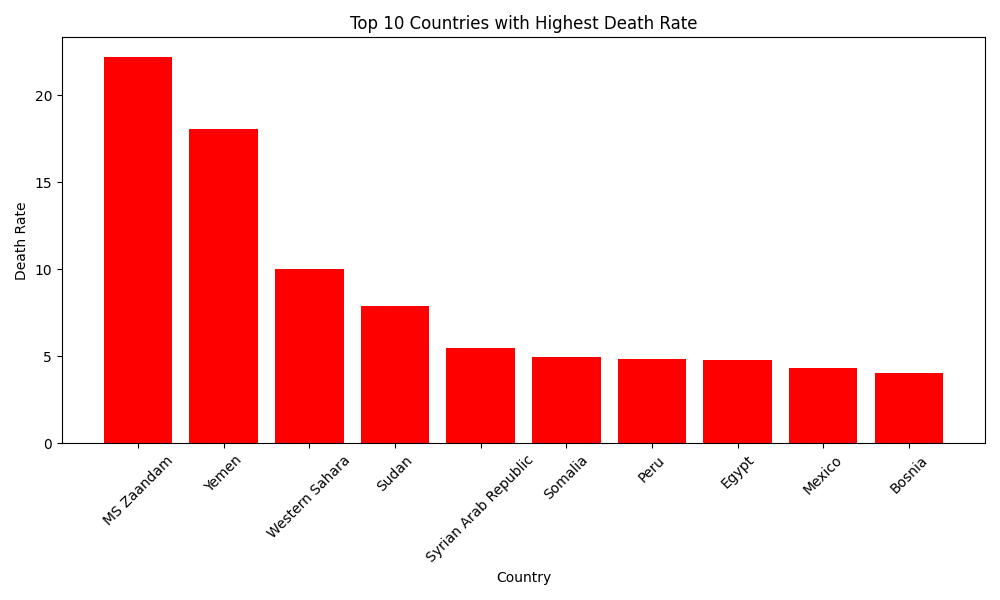 Top 10 Countries with Highest Death Rate
Death Rate
20
15
10
5
0
MS Zaandam
Yemen
Western Sahara
Sudan
Syrian Arab Republic
Somalia
Peru
Egypt
Mexico
Bosnia
Country